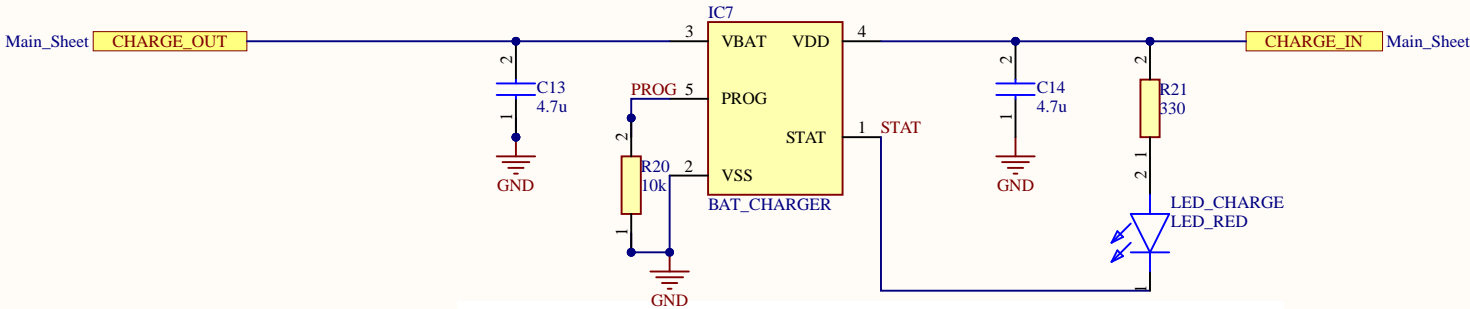 IC7
Main_Sheet CHARGE_OUT 3 VBAT VDD 4 CHARGE_IN Main_Sheet
2 2 2
C13 C14 R21
4.7u 4.7u 330
PROG 5 PROG
1 1
2 STAT 1 STAT
1
R20 2 VSS 2
10k
GND GND
BAT_CHARGER LED_CHARGE
LED_RED
1
GND 1